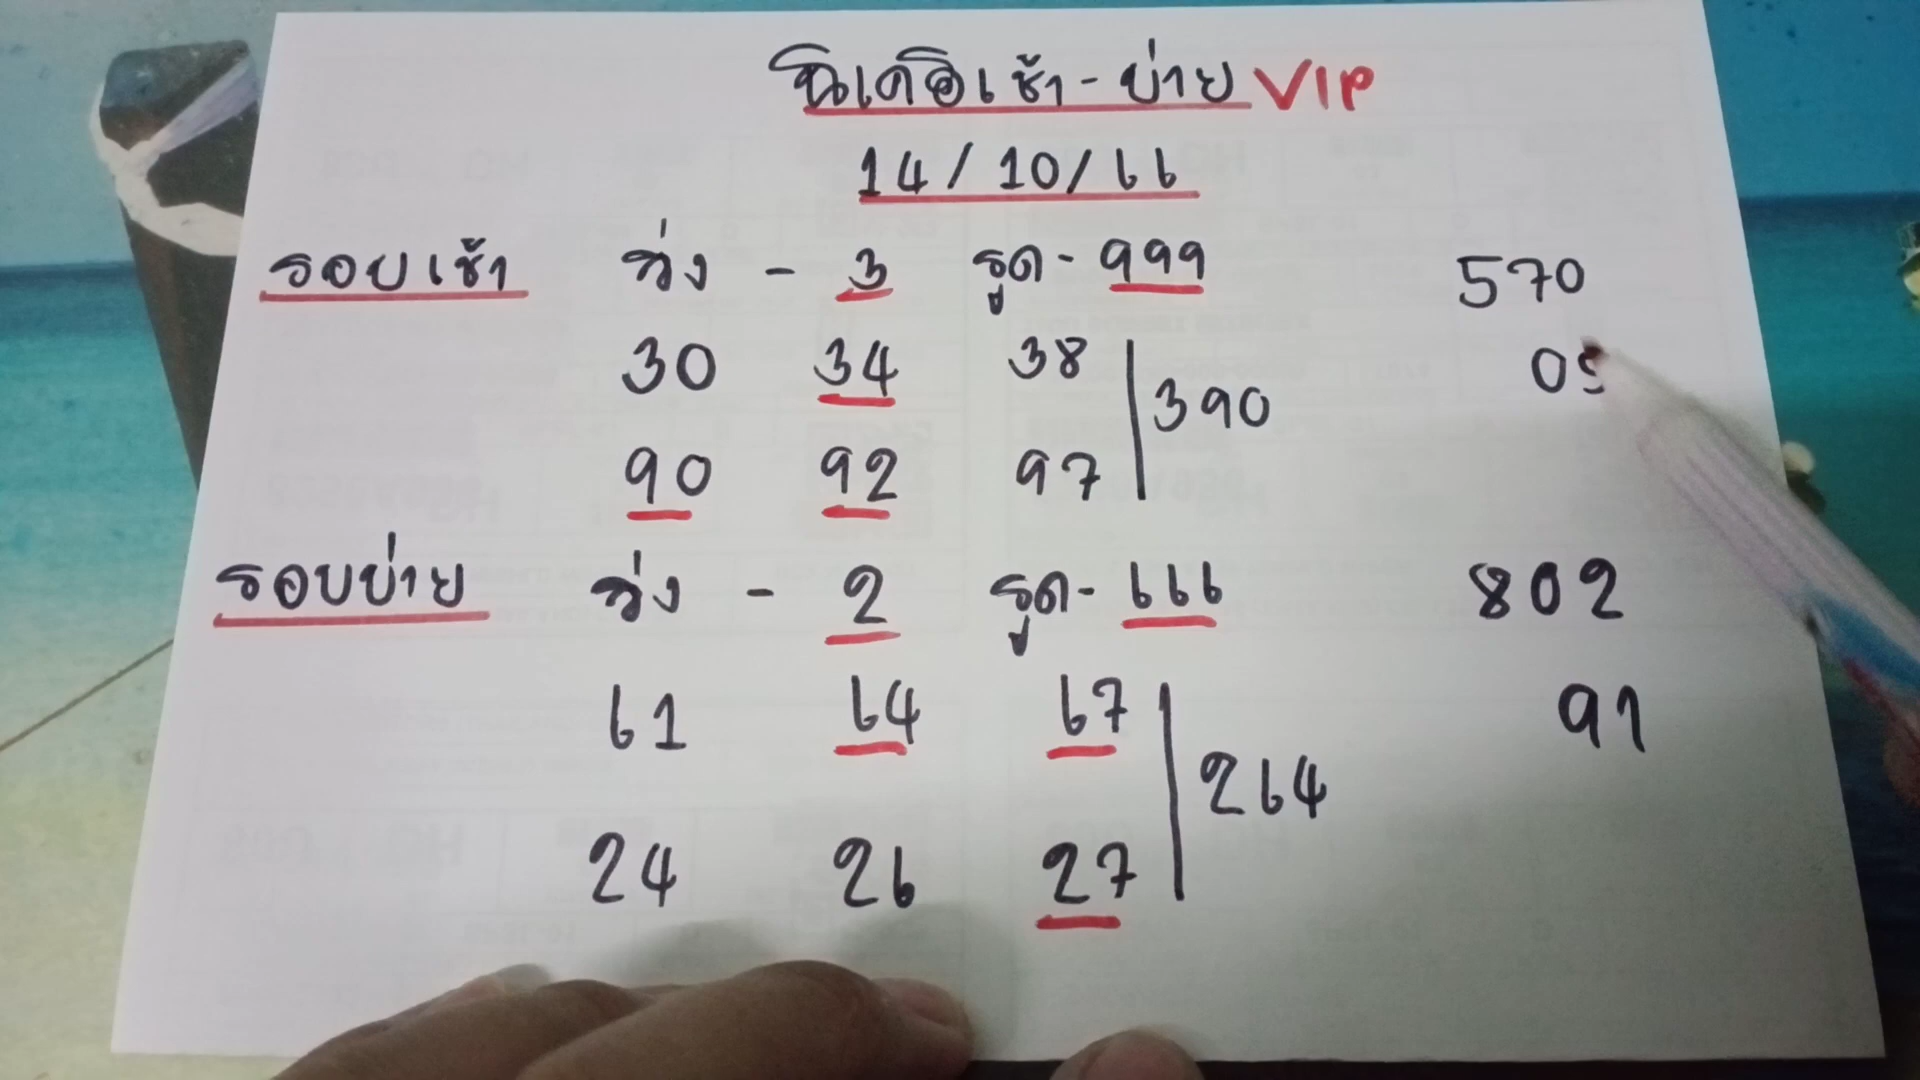 นิเคอิเช้า - บ่าย VIP
14/10/66
รอบเช้า วิ่ง - 3 รูด - 999 570
30 34 38 390 05
90 92 97
รอบบ่าย วิ่ง - 2 รูด - 666 802
61 64 67 264 91
24 26 27